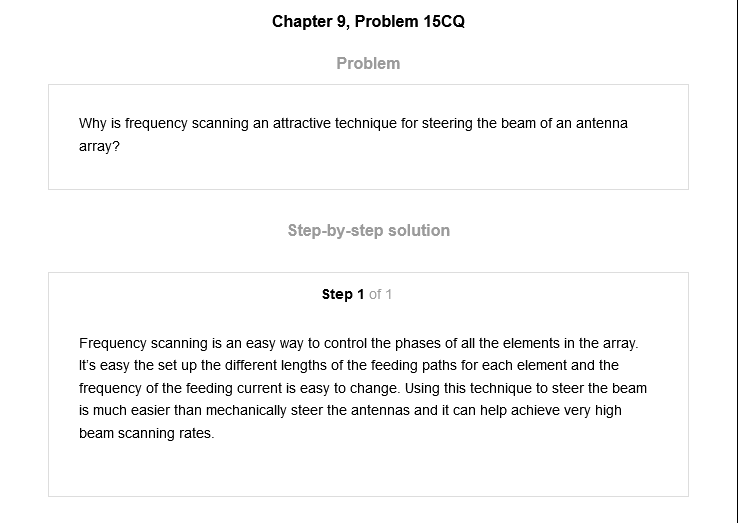 Chapter 9, Problem 15CQ
Problem
Why is frequency scanning an attractive technique for steering the beam of an antenna
array?
Step-by-step solution
Step 1 of 1
Frequency scanning is an easy way to control the phases of all the elements in the array.
It's easy the set up the different lengths of the feeding paths for each element and the
frequency of the feeding current is easy to change. Using this technique to steer the beam
is much easier than mechanically steer the antennas and it can help achieve very high
beam scanning rates.